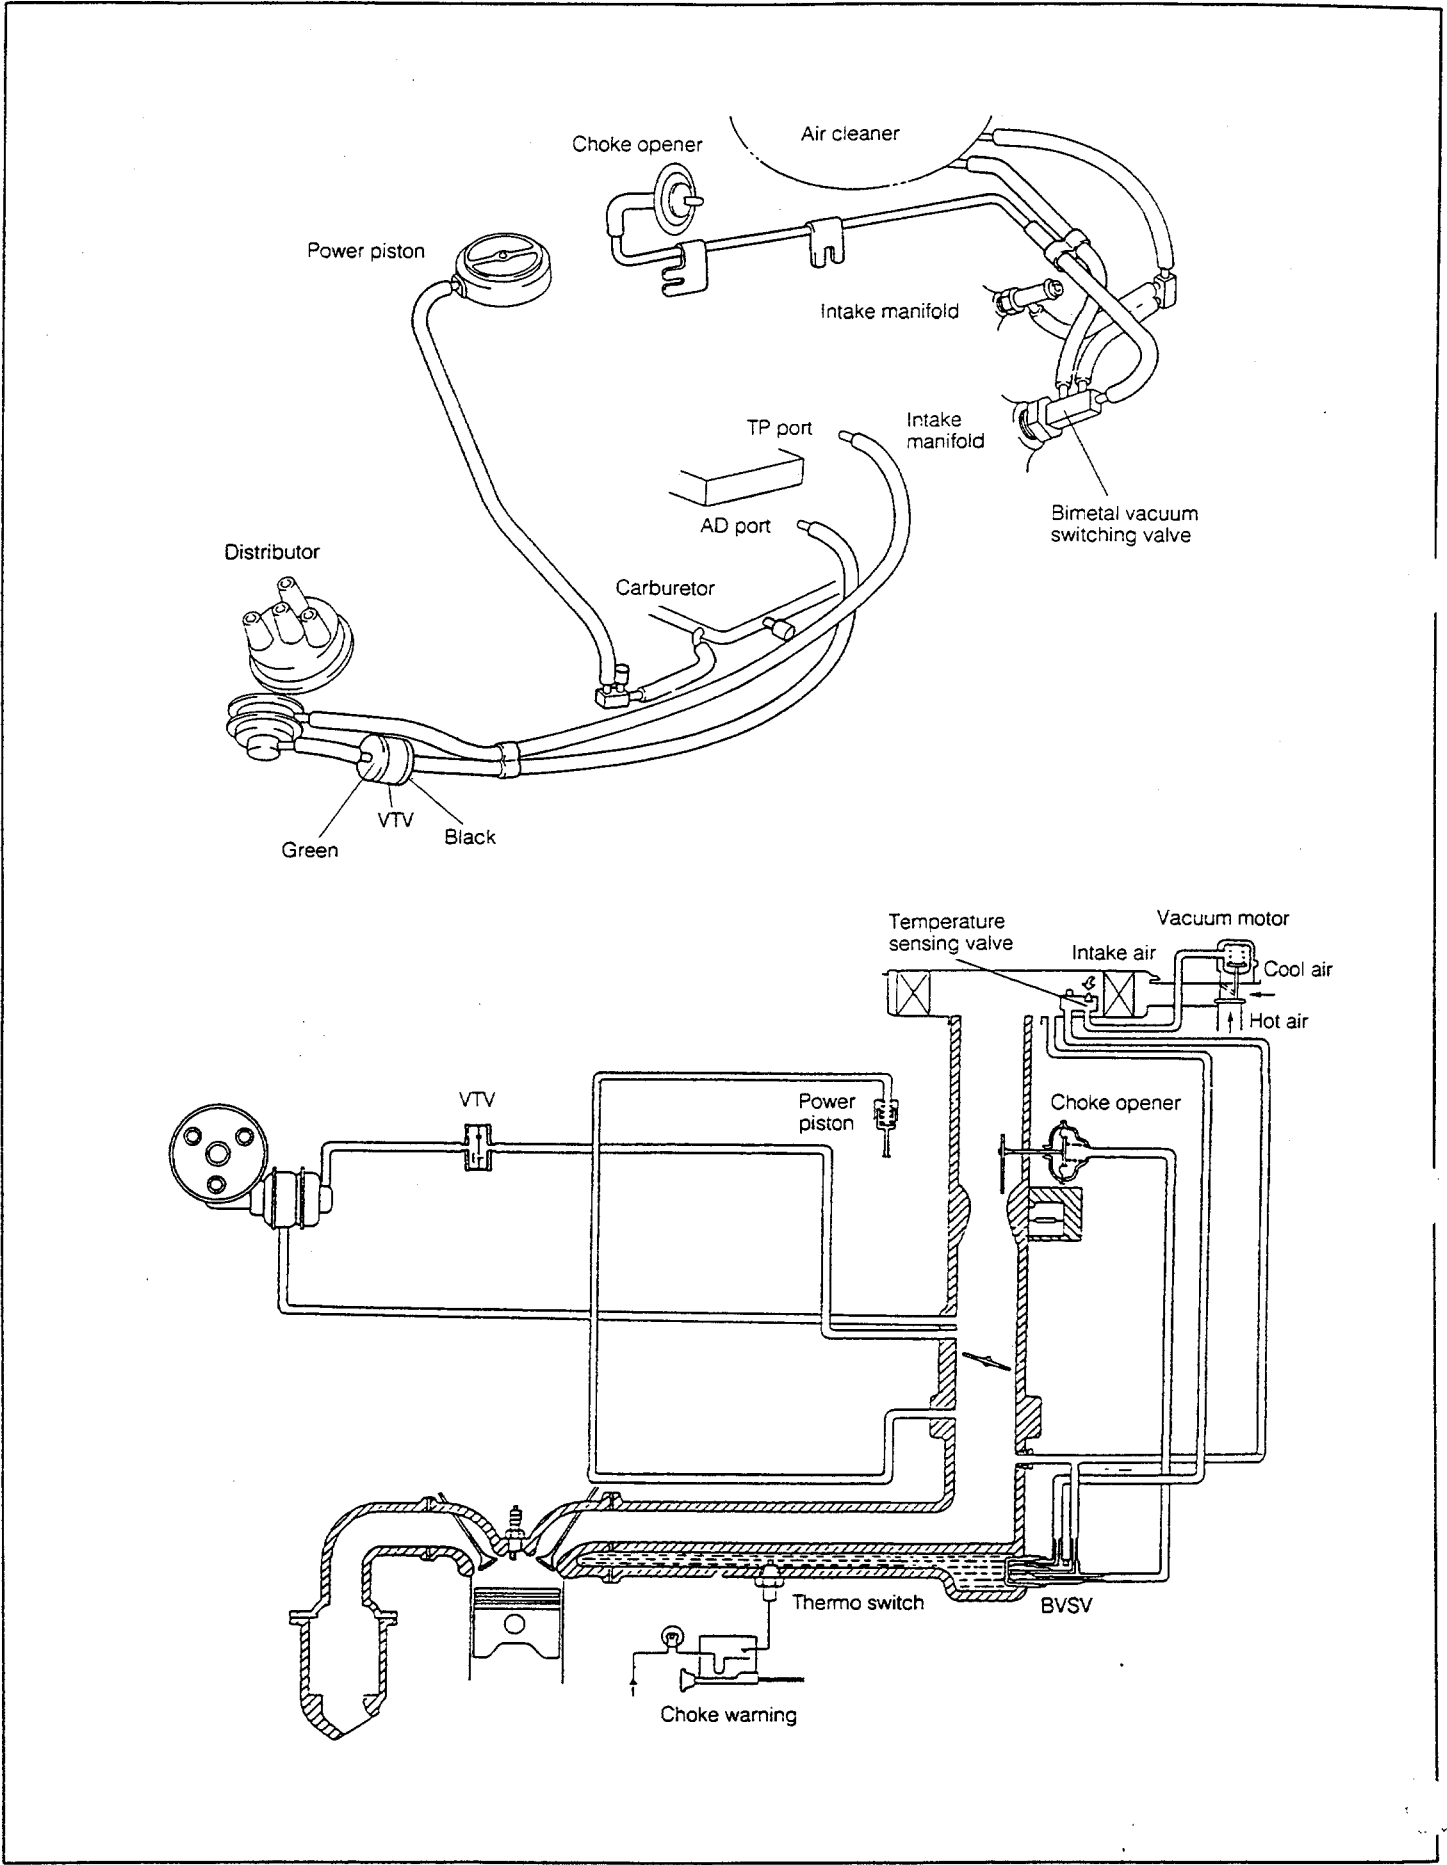 Choke opener
Air cleaner
Power piston
Intake manifold
TP port
Intake
manifold
AD port
Bimetal vacuum
switching valve
Distributor
Carburetor
VTV
Black
Green
Temperature
sensing valve
Vacuum motor
Intake air
Cool air
Hot air
VTV
Power
piston
Choke opener
Thermo switch
BVSV
Choke warning